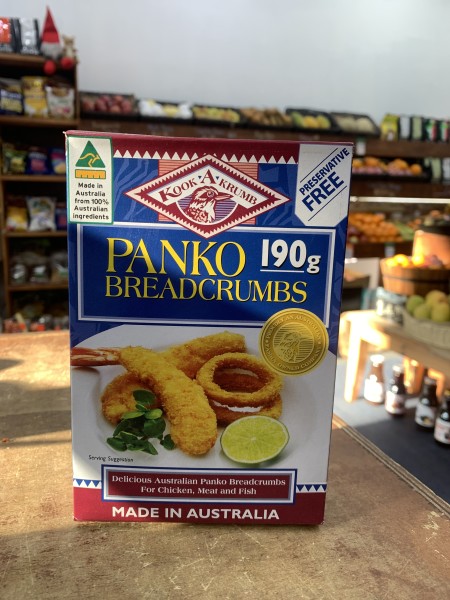 Made in
Australia
from 100%
Australian
ingredients
KOOK·A·KRUMB
PRESERVATIVE
FREE
PANKO 190g
BREADCRUMBS
Serving Suggestion
Delicious Australian Panko Breadcrumbs
For Chicken, Meat and Fish
MADE IN AUSTRALIA